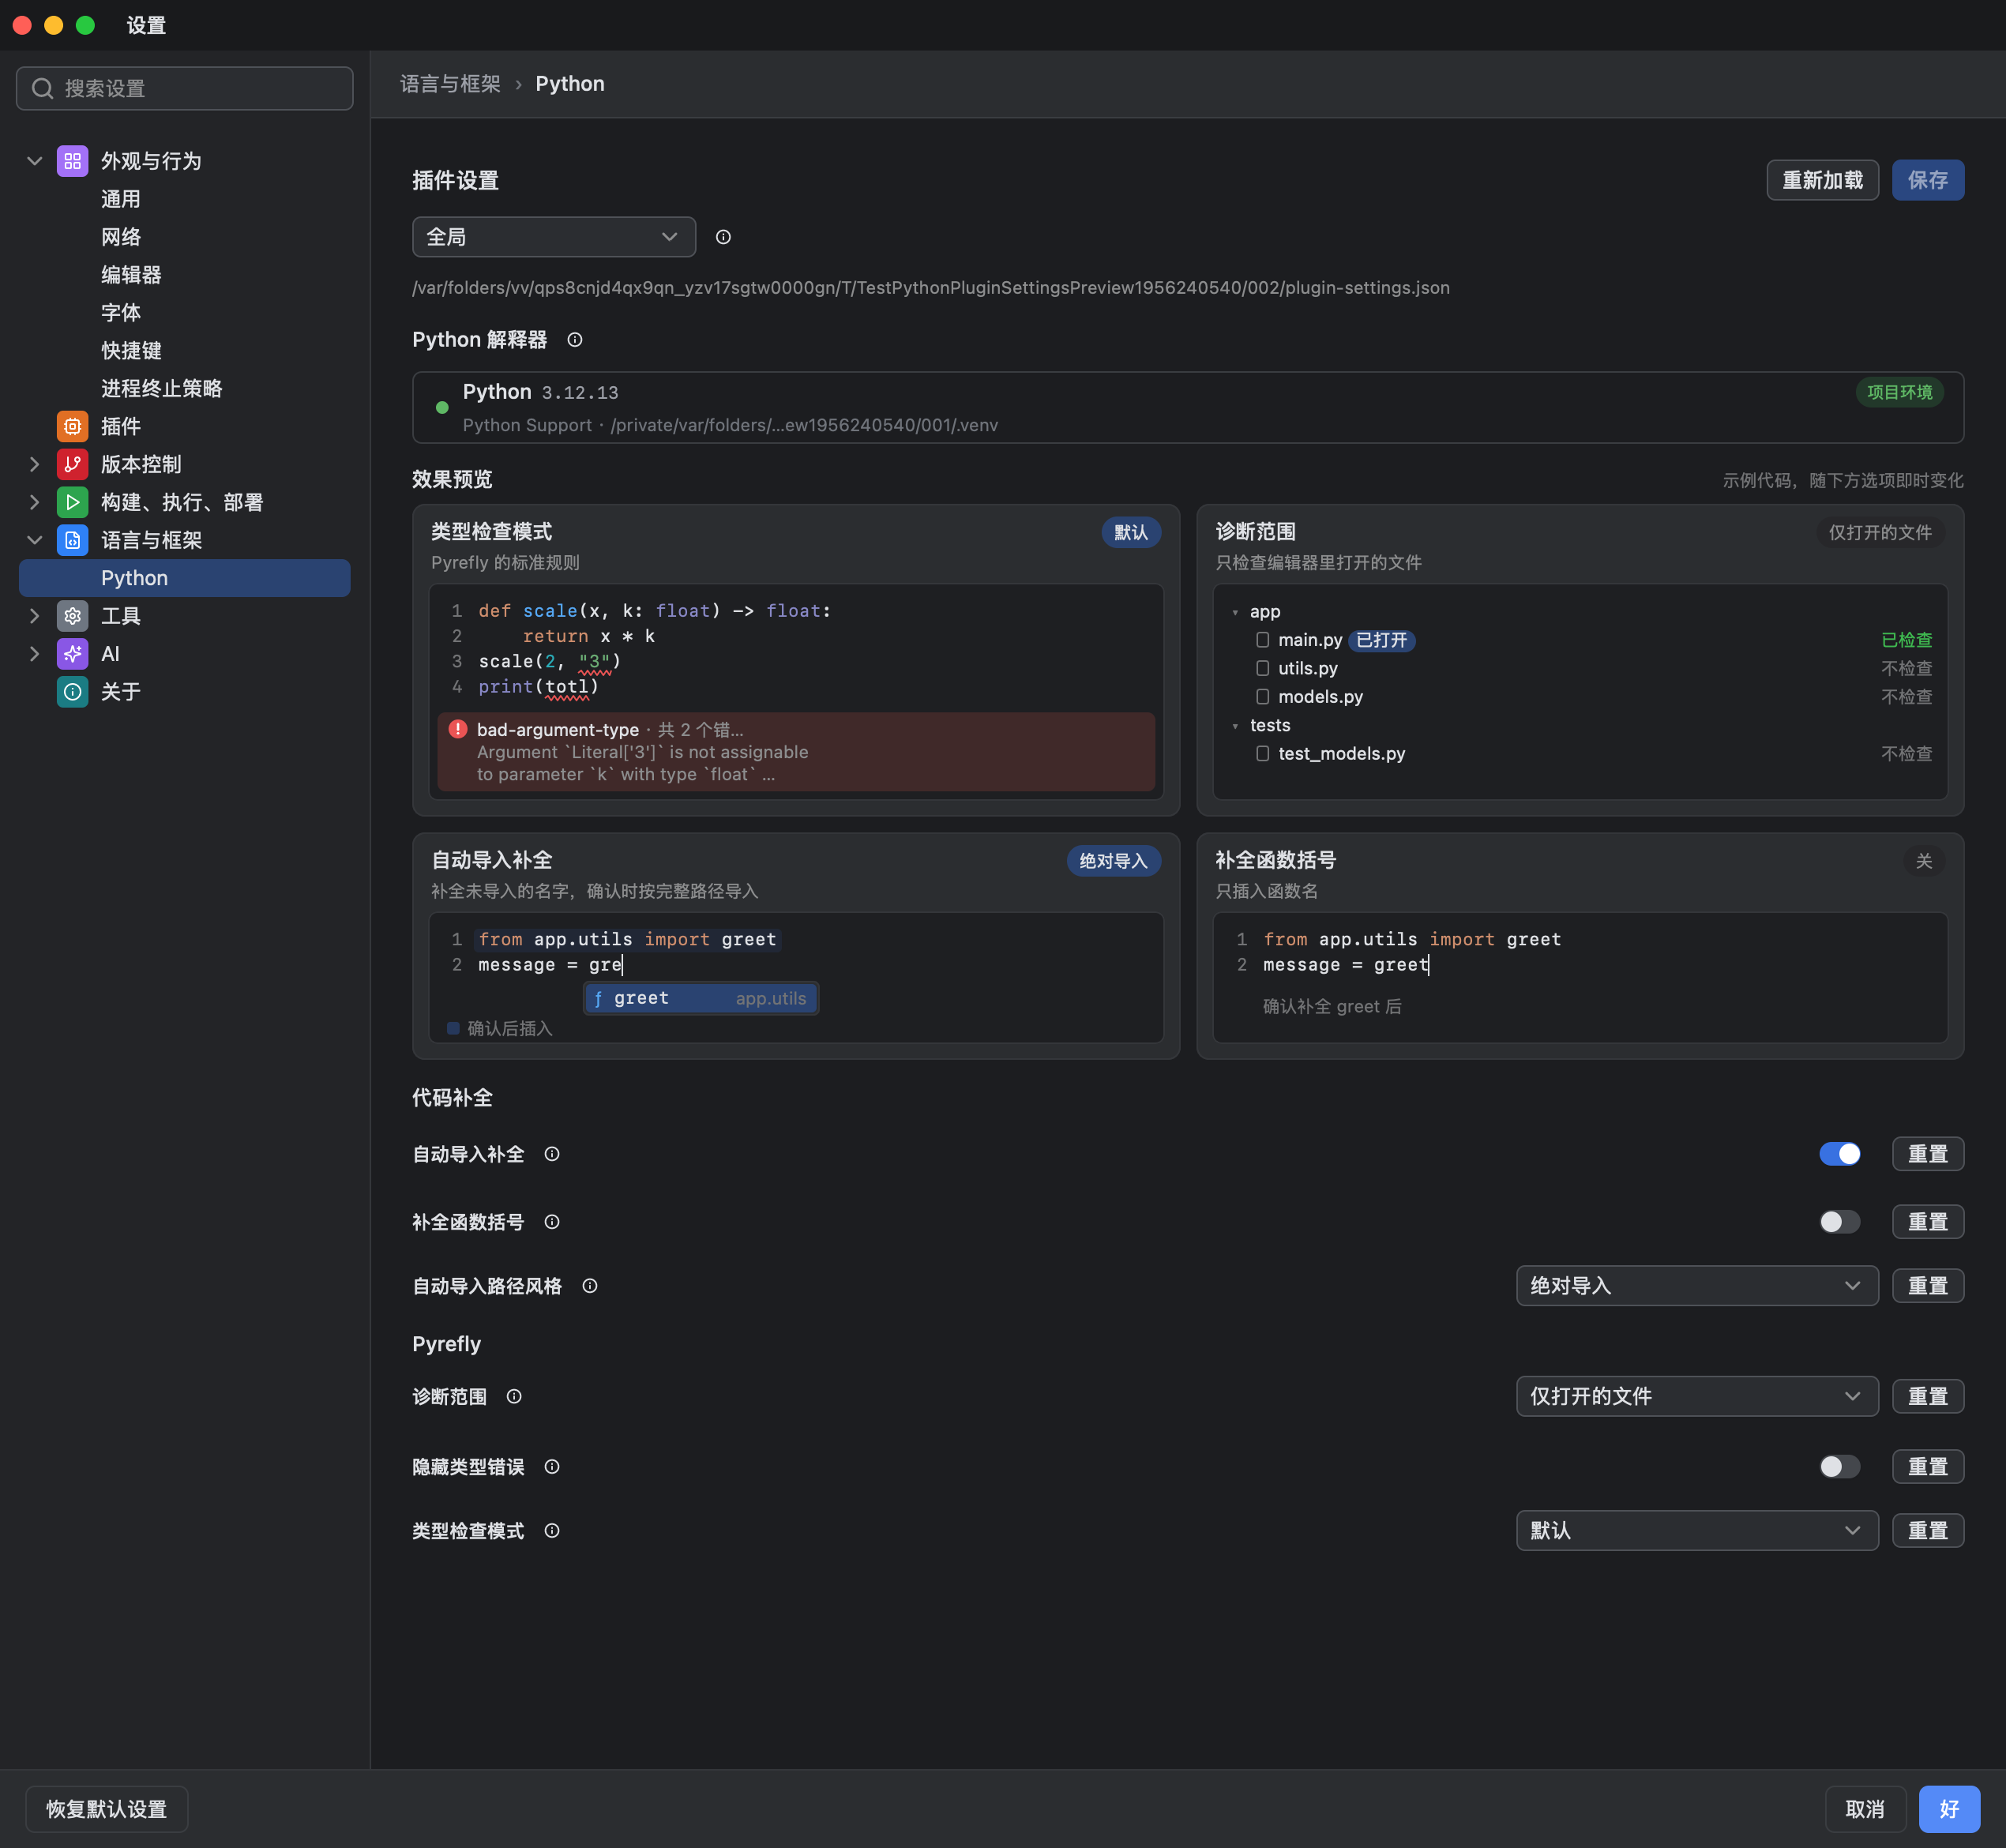 设置
搜索设置
外观与行为
通用
网络
编辑器
字体
快捷键
进程终止策略
插件
版本控制
构建、执行、部署
语言与框架
Python
工具
AI
关于
语言与框架 › Python
插件设置
重新加载
保存
全局
/var/folders/vv/qps8cnjd4qx9qn_yzv17sgtw0000gn/T/TestPythonPluginSettingsPreview1956240540/002/plugin-settings.json
Python 解释器
Python 3.12.13
项目环境
Python Support · /private/var/folders/...ew1956240540/001/.venv
效果预览
示例代码，随下方选项即时变化
类型检查模式
默认
Pyrefly 的标准规则
1 def scale(x, k: float) -> float:
2     return x * k
3 scale(2, "3")
4 print(totl)
bad-argument-type · 共 2 个错...
Argument `Literal['3']` is not assignable
to parameter `k` with type `float` ...
诊断范围
仅打开的文件
只检查编辑器里打开的文件
app
main.py 已打开 已检查
utils.py 不检查
models.py 不检查
tests
test_models.py 不检查
自动导入补全
绝对导入
补全未导入的名字，确认时按完整路径导入
1 from app.utils import greet
2 message = gre
ƒ greet app.utils
确认后插入
补全函数括号
关
只插入函数名
1 from app.utils import greet
2 message = greet
确认补全 greet 后
代码补全
自动导入补全
重置
补全函数括号
重置
自动导入路径风格
绝对导入
重置
Pyrefly
诊断范围
仅打开的文件
重置
隐藏类型错误
重置
类型检查模式
默认
重置
恢复默认设置
取消
好